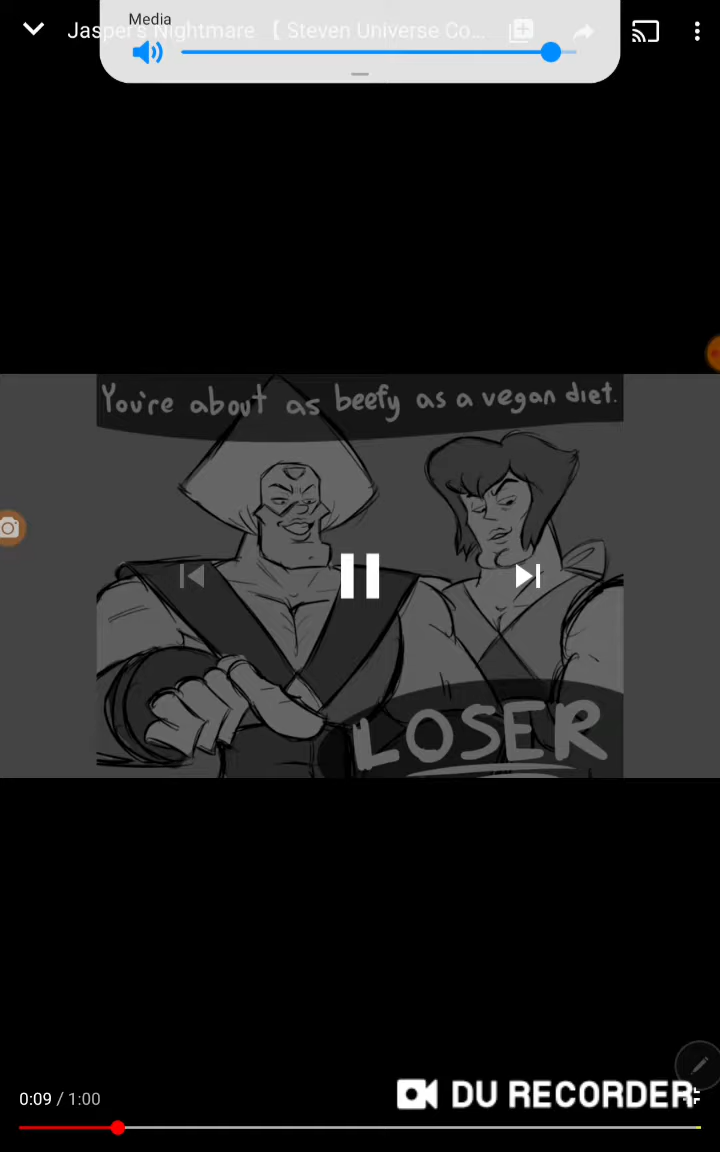 Media
Jasper's Nightmare 【 Steven Universe Co...
You're about as beefy as a vegan diet.
LOSER
0:09 / 1:00
DU RECORDER